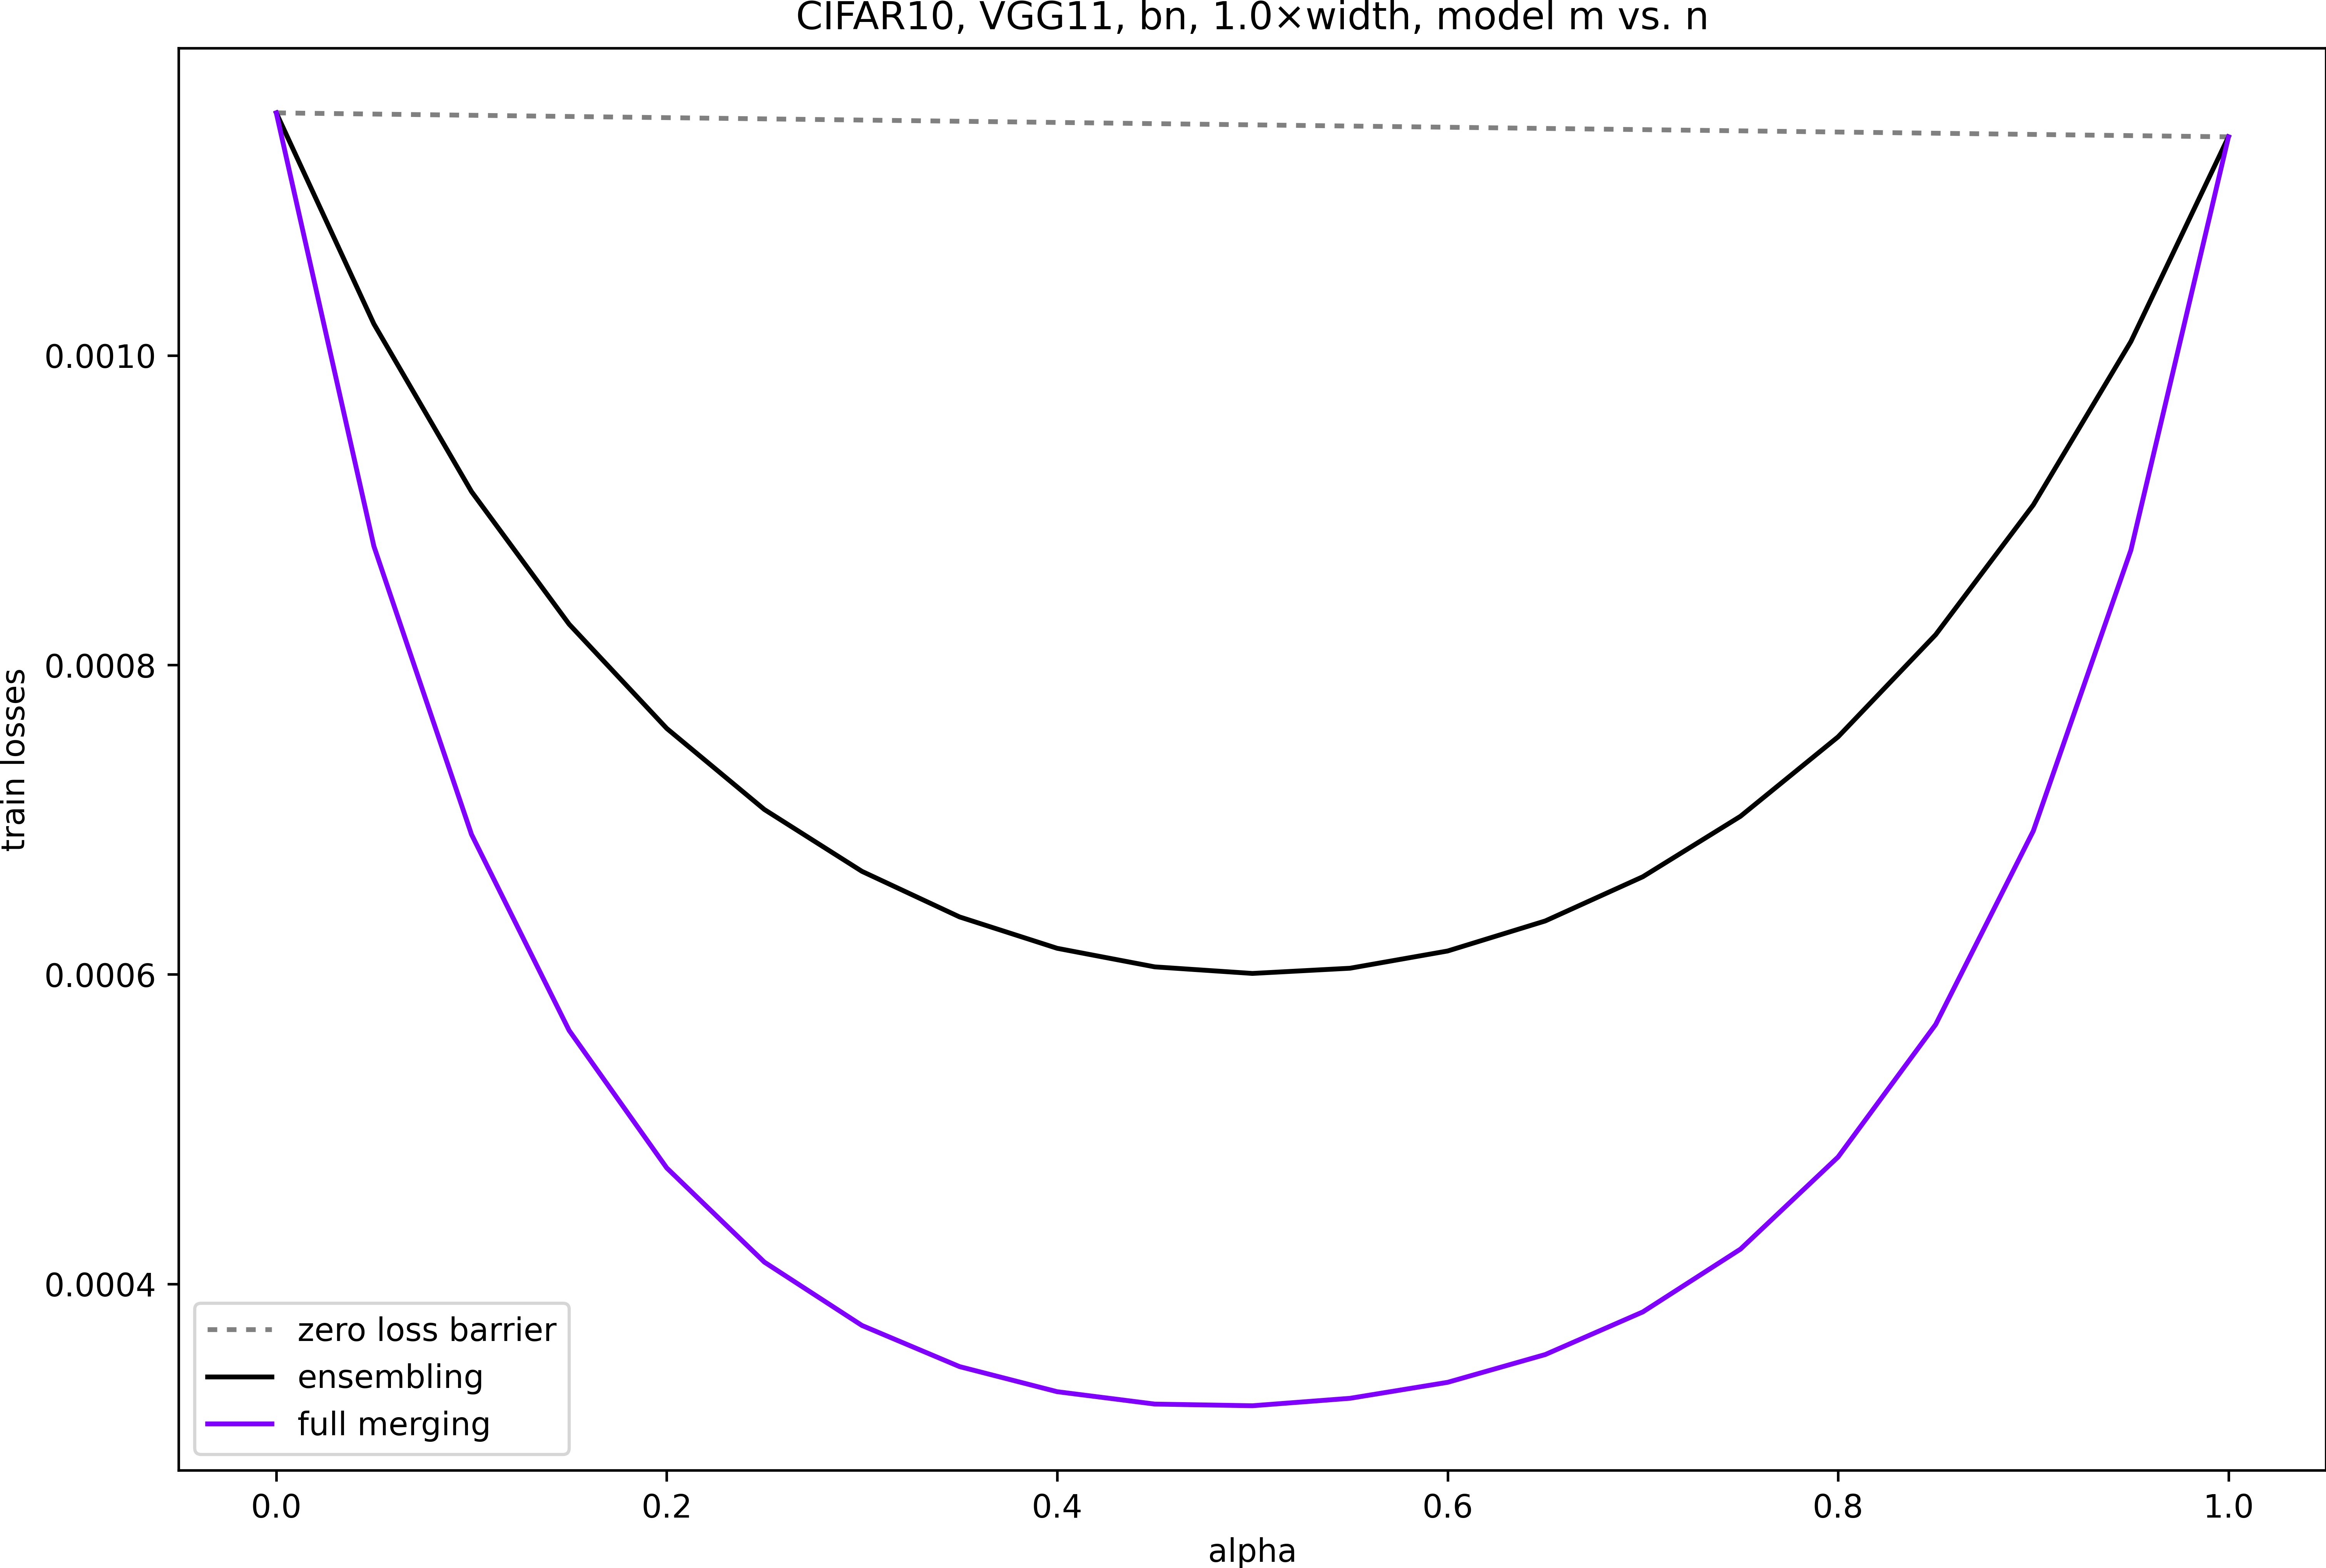 CIFAR10, VGG11, bn, 1.0×width, model m vs. n
train losses
0.0010
0.0008
0.0006
0.0004
zero loss barrier
ensembling
full merging
0.0 0.2 0.4 0.6 0.8 1.0
alpha